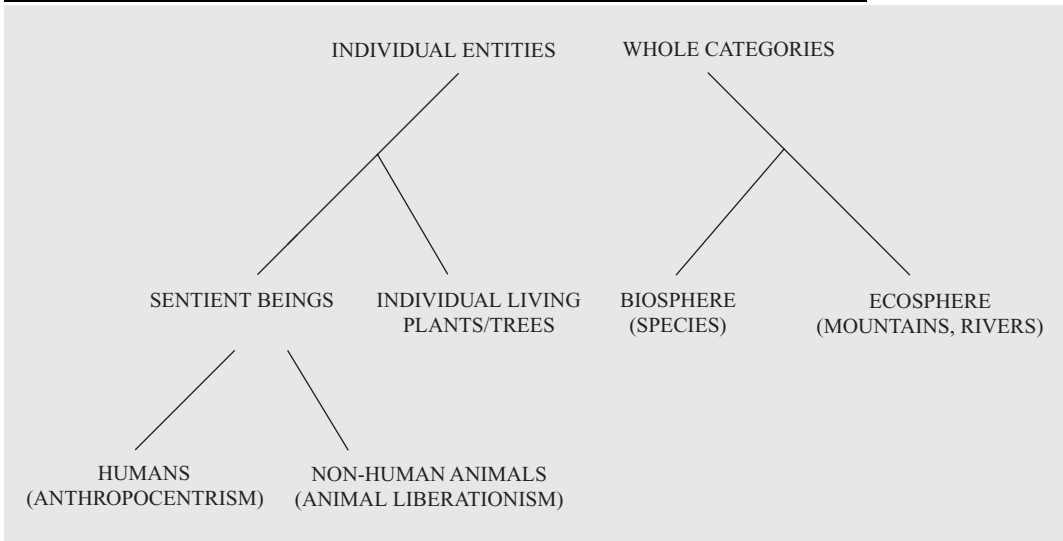 INDIVIDUAL ENTITIES
WHOLE CATEGORIES
SENTIENT BEINGS
INDIVIDUAL LIVING
PLANTS/TREES
BIOSPHERE
(SPECIES)
ECOSPHERE
(MOUNTAINS, RIVERS)
HUMANS
(ANTHROPOCENTRISM)
NON-HUMAN ANIMALS
(ANIMAL LIBERATIONISM)